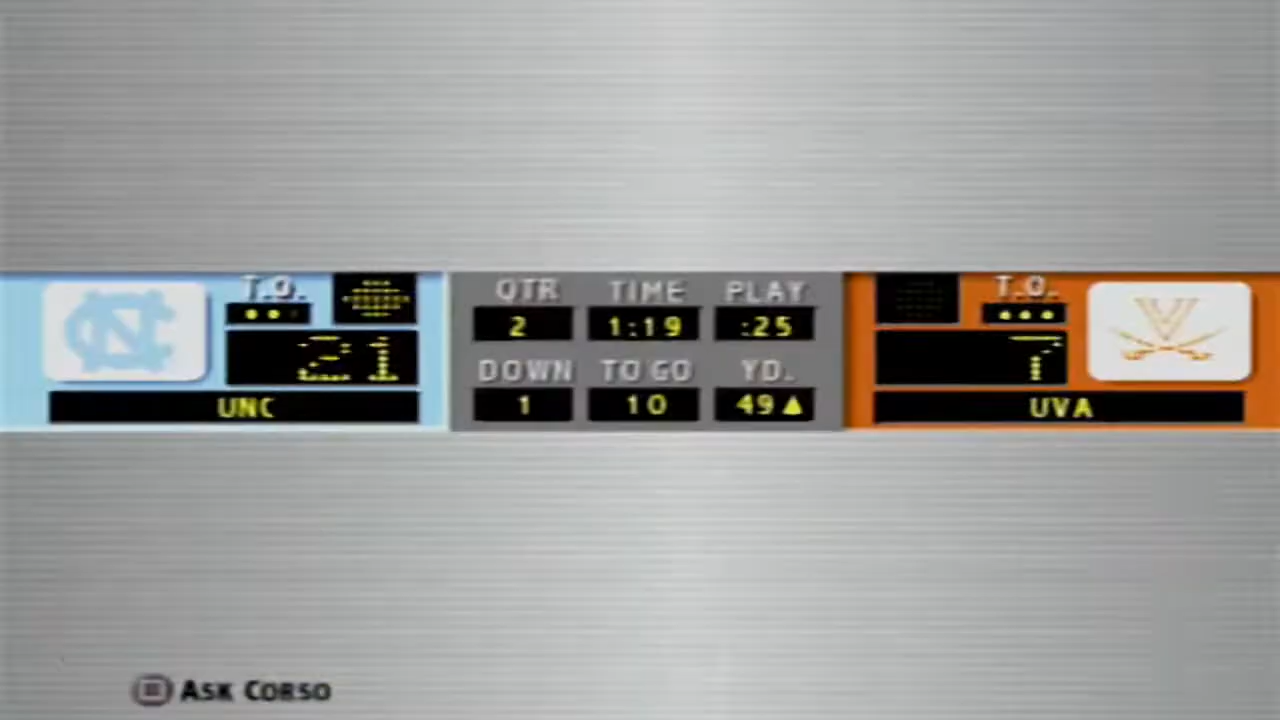 T.O.
21
UNC
QTR TIME PLAY
2 1:19 :25
DOWN TO GO YD.
1 10 49▲
T.O.
7
UVA
ASK CORSO